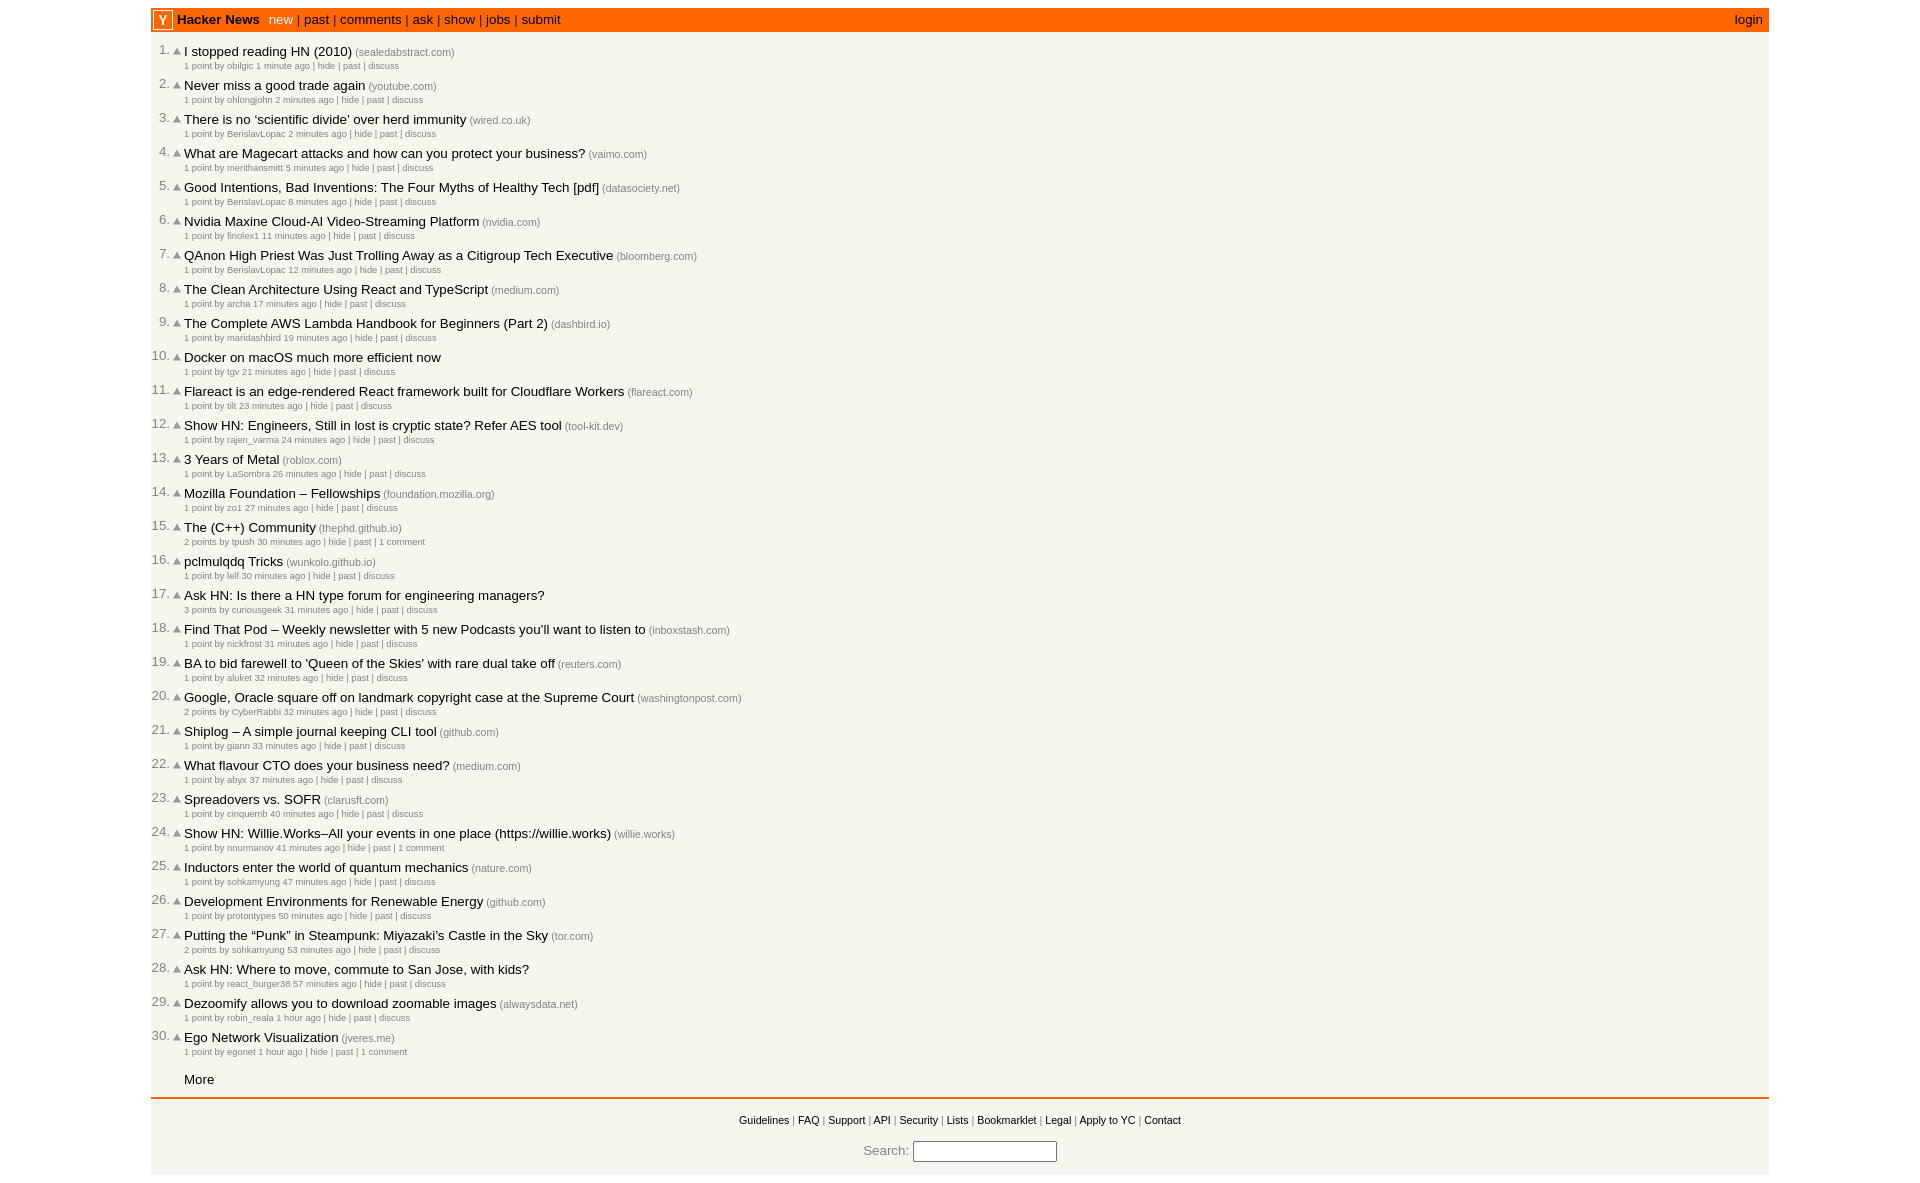 Y Hacker News new | past | comments | ask | show | jobs | submit login
1. I stopped reading HN (2010) (sealedabstract.com)
1 point by obilgic 1 minute ago | hide | past | discuss
2. Never miss a good trade again (youtube.com)
1 point by ohlongjohn 2 minutes ago | hide | past | discuss
3. There is no ‘scientific divide’ over herd immunity (wired.co.uk)
1 point by BerislavLopac 2 minutes ago | hide | past | discuss
4. What are Magecart attacks and how can you protect your business? (vaimo.com)
1 point by merithansmitt 5 minutes ago | hide | past | discuss
5. Good Intentions, Bad Inventions: The Four Myths of Healthy Tech [pdf] (datasociety.net)
1 point by BerislavLopac 8 minutes ago | hide | past | discuss
6. Nvidia Maxine Cloud-AI Video-Streaming Platform (nvidia.com)
1 point by finolex1 11 minutes ago | hide | past | discuss
7. QAnon High Priest Was Just Trolling Away as a Citigroup Tech Executive (bloomberg.com)
1 point by BerislavLopac 12 minutes ago | hide | past | discuss
8. The Clean Architecture Using React and TypeScript (medium.com)
1 point by archa 17 minutes ago | hide | past | discuss
9. The Complete AWS Lambda Handbook for Beginners (Part 2) (dashbird.io)
1 point by maridashbird 19 minutes ago | hide | past | discuss
10. Docker on macOS much more efficient now
1 point by tgv 21 minutes ago | hide | past | discuss
11. Flareact is an edge-rendered React framework built for Cloudflare Workers (flareact.com)
1 point by tilt 23 minutes ago | hide | past | discuss
12. Show HN: Engineers, Still in lost is cryptic state? Refer AES tool (tool-kit.dev)
1 point by rajen_varma 24 minutes ago | hide | past | discuss
13. 3 Years of Metal (roblox.com)
1 point by LaSombra 26 minutes ago | hide | past | discuss
14. Mozilla Foundation – Fellowships (foundation.mozilla.org)
1 point by zo1 27 minutes ago | hide | past | discuss
15. The (C++) Community (thephd.github.io)
2 points by tpush 30 minutes ago | hide | past | 1 comment
16. pclmulqdq Tricks (wunkolo.github.io)
1 point by lelf 30 minutes ago | hide | past | discuss
17. Ask HN: Is there a HN type forum for engineering managers?
3 points by curiousgeek 31 minutes ago | hide | past | discuss
18. Find That Pod – Weekly newsletter with 5 new Podcasts you’ll want to listen to (inboxstash.com)
1 point by nickfrost 31 minutes ago | hide | past | discuss
19. BA to bid farewell to 'Queen of the Skies' with rare dual take off (reuters.com)
1 point by aluket 32 minutes ago | hide | past | discuss
20. Google, Oracle square off on landmark copyright case at the Supreme Court (washingtonpost.com)
2 points by CyberRabbi 32 minutes ago | hide | past | discuss
21. Shiplog – A simple journal keeping CLI tool (github.com)
1 point by giann 33 minutes ago | hide | past | discuss
22. What flavour CTO does your business need? (medium.com)
1 point by abyx 37 minutes ago | hide | past | discuss
23. Spreadovers vs. SOFR (clarusft.com)
1 point by cinquemb 40 minutes ago | hide | past | discuss
24. Show HN: Willie.Works–All your events in one place (https://willie.works) (willie.works)
1 point by nnurmanov 41 minutes ago | hide | past | 1 comment
25. Inductors enter the world of quantum mechanics (nature.com)
1 point by sohkamyung 47 minutes ago | hide | past | discuss
26. Development Environments for Renewable Energy (github.com)
1 point by protontypes 50 minutes ago | hide | past | discuss
27. Putting the “Punk” in Steampunk: Miyazaki’s Castle in the Sky (tor.com)
2 points by sohkamyung 53 minutes ago | hide | past | discuss
28. Ask HN: Where to move, commute to San Jose, with kids?
1 point by react_burger38 57 minutes ago | hide | past | discuss
29. Dezoomify allows you to download zoomable images (alwaysdata.net)
1 point by robin_reala 1 hour ago | hide | past | discuss
30. Ego Network Visualization (jveres.me)
1 point by egonet 1 hour ago | hide | past | 1 comment
More
Guidelines | FAQ | Support | API | Security | Lists | Bookmarklet | Legal | Apply to YC | Contact
Search: